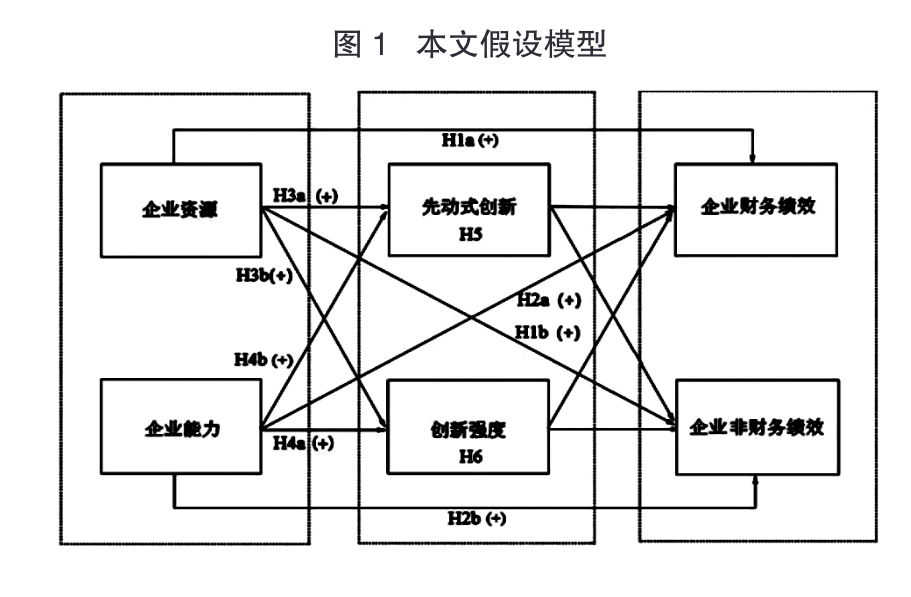 图 1 本文假设模型
H1a (+)
企业资源
H3a (+)
先动式创新
H5
企业财务绩效
H3b(+)
H2a (+)
H1b (+)
H4b (+)
企业能力
H4a (+)
创新强度
H6
企业非财务绩效
H2b (+)